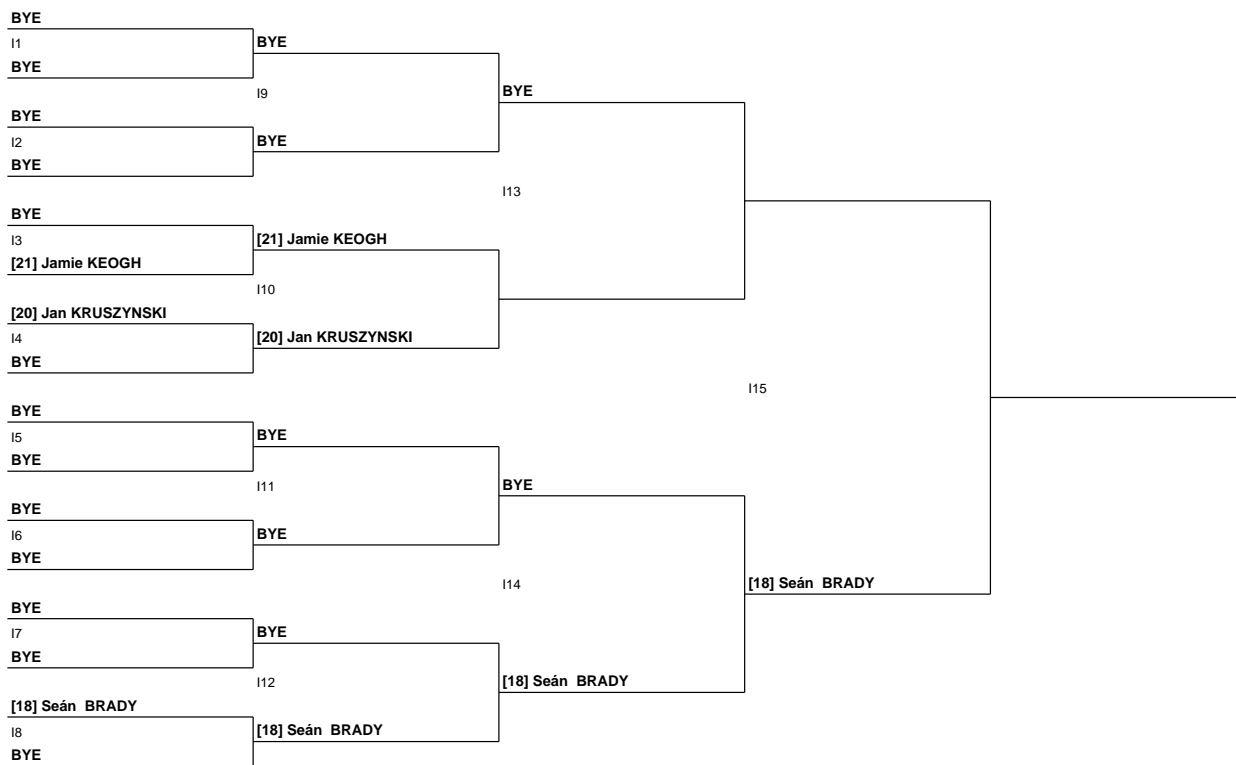 BYE
I1
BYE
BYE
I9
BYE
BYE
I2
BYE
BYE
I13
BYE
I3
[21] Jamie KEOGH
[21] Jamie KEOGH
I10
[20] Jan KRUSZYNSKI
I4
[20] Jan KRUSZYNSKI
BYE
I15
BYE
I5
BYE
BYE
I11
BYE
BYE
I6
BYE
BYE
I14
[18] Seán  BRADY
BYE
I7
BYE
BYE
I12
[18] Seán  BRADY
[18] Seán  BRADY
I8
[18] Seán  BRADY
BYE